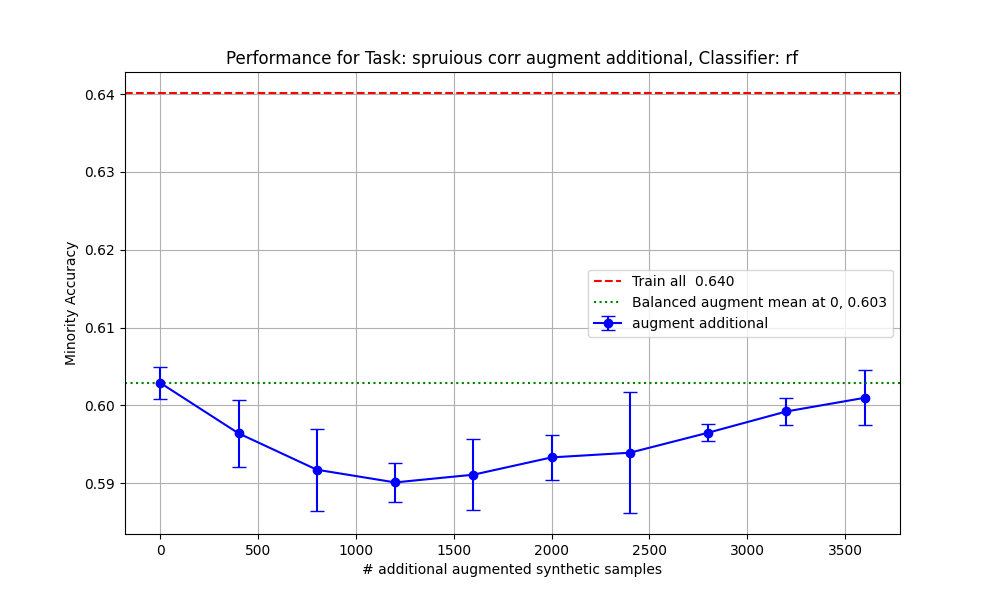 Performance for Task: spruious corr augment additional, Classifier: rf
Minority Accuracy
0.64
0.63
0.62
0.61
0.60
0.59
Train all  0.640
Balanced augment mean at 0, 0.603
augment additional
0 500 1000 1500 2000 2500 3000 3500
# additional augmented synthetic samples